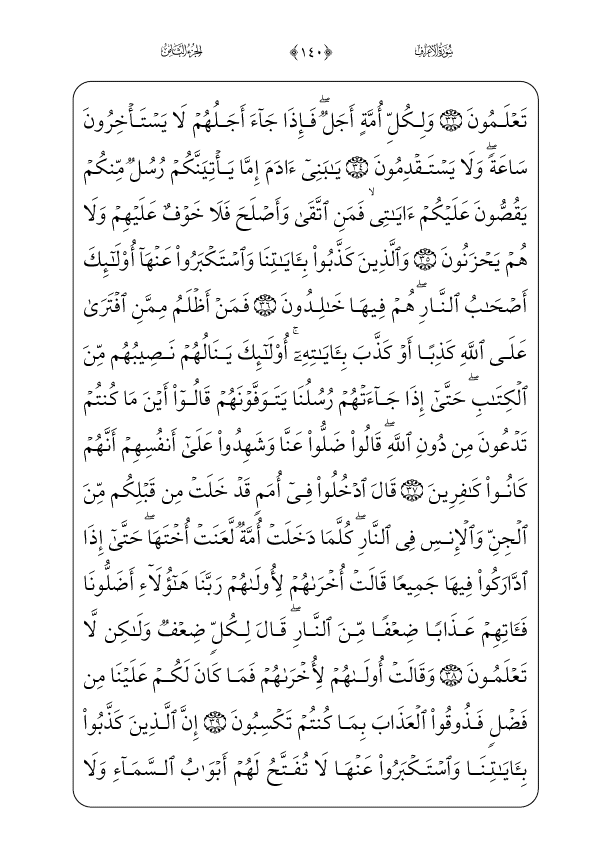 سُورَةُ الأَعْرَافِ ﴿١٤٠﴾ الجُزْءُ الثَّامِنُ
تَعْلَمُونَ ٣٣ وَلِكُلِّ أُمَّةٍ أَجَلٌۖ فَإِذَا جَآءَ أَجَلُهُمْ لَا يَسْتَأْخِرُونَ
سَاعَةًۖ وَلَا يَسْتَقْدِمُونَ ٣٤ يَٰبَنِىٓ ءَادَمَ إِمَّا يَأْتِيَنَّكُمْ رُسُلٌ مِّنكُمْ
يَقُصُّونَ عَلَيْكُمْ ءَايَٰتِىۙ فَمَنِ ٱتَّقَىٰ وَأَصْلَحَ فَلَا خَوْفٌ عَلَيْهِمْ وَلَا
هُمْ يَحْزَنُونَ ٣٥ وَٱلَّذِينَ كَذَّبُوا۟ بِـَٔايَٰتِنَا وَٱسْتَكْبَرُوا۟ عَنْهَآ أُو۟لَٰٓئِكَ
أَصْحَٰبُ ٱلنَّارِۖ هُمْ فِيهَا خَٰلِدُونَ ٣٦ فَمَنْ أَظْلَمُ مِمَّنِ ٱفْتَرَىٰ
عَلَى ٱللَّهِ كَذِبًا أَوْ كَذَّبَ بِـَٔايَٰتِهِۦٓۚ أُو۟لَٰٓئِكَ يَنَالُهُمْ نَصِيبُهُم مِّنَ
ٱلْكِتَٰبِۖ حَتَّىٰٓ إِذَا جَآءَتْهُمْ رُسُلُنَا يَتَوَفَّوْنَهُمْ قَالُوٓا۟ أَيْنَ مَا كُنتُمْ
تَدْعُونَ مِن دُونِ ٱللَّهِۖ قَالُوا۟ ضَلُّوا۟ عَنَّا وَشَهِدُوا۟ عَلَىٰٓ أَنفُسِهِمْ أَنَّهُمْ
كَانُوا۟ كَٰفِرِينَ ٣٧ قَالَ ٱدْخُلُوا۟ فِىٓ أُمَمٍ قَدْ خَلَتْ مِن قَبْلِكُم مِّنَ
ٱلْجِنِّ وَٱلْإِنسِ فِى ٱلنَّارِۖ كُلَّمَا دَخَلَتْ أُمَّةٌ لَّعَنَتْ أُخْتَهَاۖ حَتَّىٰٓ إِذَا
ٱدَّارَكُوا۟ فِيهَا جَمِيعًا قَالَتْ أُخْرَىٰهُمْ لِأُولَىٰهُمْ رَبَّنَا هَٰٓؤُلَآءِ أَضَلُّونَا
فَـَٔاتِهِمْ عَذَابًا ضِعْفًا مِّنَ ٱلنَّارِۖ قَالَ لِكُلٍّ ضِعْفٌ وَلَٰكِن لَّا
تَعْلَمُونَ ٣٨ وَقَالَتْ أُولَىٰهُمْ لِأُخْرَىٰهُمْ فَمَا كَانَ لَكُمْ عَلَيْنَا مِن
فَضْلٍ فَذُوقُوا۟ ٱلْعَذَابَ بِمَا كُنتُمْ تَكْسِبُونَ ٣٩ إِنَّ ٱلَّذِينَ كَذَّبُوا۟
بِـَٔايَٰتِنَا وَٱسْتَكْبَرُوا۟ عَنْهَا لَا تُفَتَّحُ لَهُمْ أَبْوَٰبُ ٱلسَّمَآءِ وَلَا